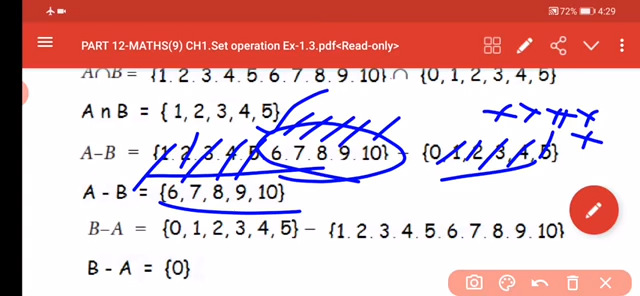 72% 4:29
PART 12-MATHS(9) CH1.Set operation Ex-1.3.pdf<Read-only>
A∩B = {1. 2. 3. 4. 5. 6. 7. 8. 9. 10} ∩ {0, 1, 2, 3, 4, 5}
A n B = { 1, 2, 3, 4, 5}
A–B = {1. 2. 3. 4. 5. 6. 7. 8. 9. 10} – {0, 1, 2, 3, 4, 5}
A - B = {6, 7, 8, 9, 10}
B–A = {0, 1, 2, 3, 4, 5} – {1. 2. 3. 4. 5. 6. 7. 8. 9. 10}
B - A = {0}